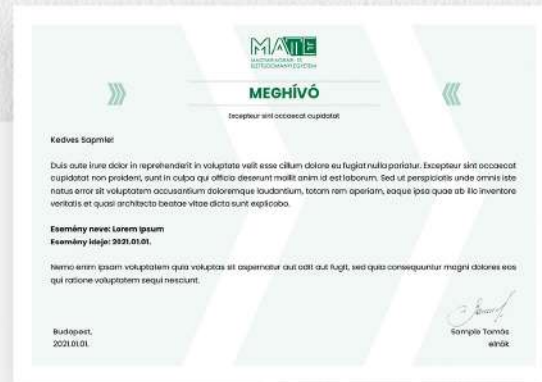 MATE
MAGYAR AGRÁR- ÉS
ÉLETTUDOMÁNYI EGYETEM
MEGHÍVÓ
Excepteur sint occaecat cupidatat
Kedves Sapmle!
Duis aute irure dolor in reprehenderit in voluptate velit esse cillum dolore eu fugiat nulla pariatur. Excepteur sint occaecat
cupidatat non proident, sunt in culpa qui officia deserunt mollit anim id est laborum. Sed ut perspiciatis unde omnis iste
natus error sit voluptatem accusantium doloremque laudantium, totam rem aperiam, eaque ipsa quae ab illo inventore
veritatis et quasi architecto beatae vitae dicta sunt explicabo.
Esemény neve: Lorem Ipsum
Esemény ideje: 2021.01.01.
Nemo enim ipsam voluptatem quia voluptas sit aspernatur aut odit aut fugit, sed quia consequuntur magni dolores eos
qui ratione voluptatem sequi nesciunt.
Budapest,
2021.01.01.
Sample Tamás
elnök